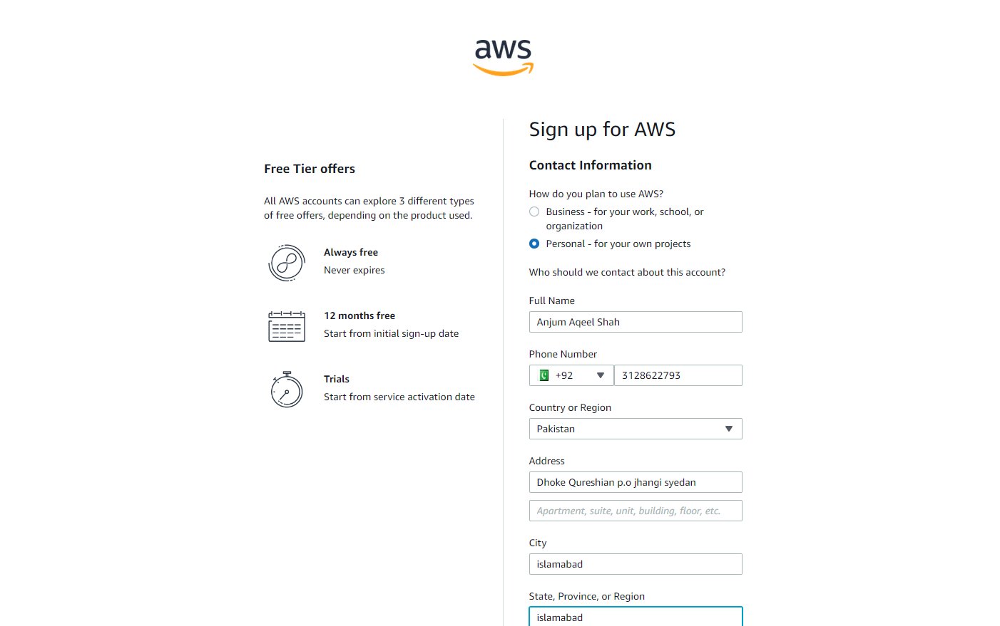 aws
Free Tier offers
All AWS accounts can explore 3 different types
of free offers, depending on the product used.
Always free
Never expires
12 months free
Start from initial sign-up date
Trials
Start from service activation date
Sign up for AWS
Contact Information
How do you plan to use AWS?
Business - for your work, school, or
organization
Personal - for your own projects
Who should we contact about this account?
Full Name
Anjum Aqeel Shah
Phone Number
+92 3128622793
Country or Region
Pakistan
Address
Dhoke Qureshian p.o jhangi syedan
Apartment, suite, unit, building, floor, etc.
City
islamabad
State, Province, or Region
islamabad